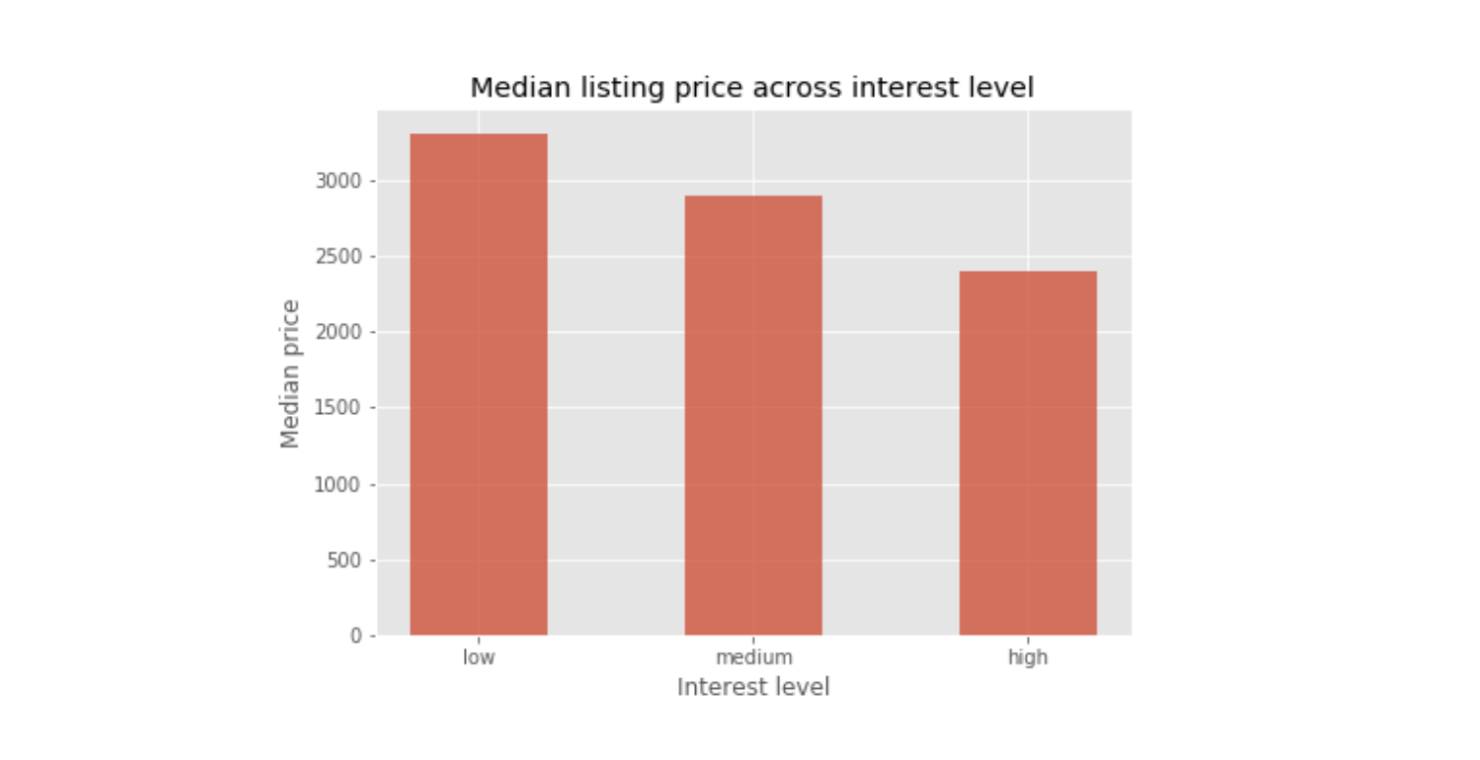 Median listing price across interest level
Median price
3000
2500
2000
1500
1000
500
0
low medium high
Interest level